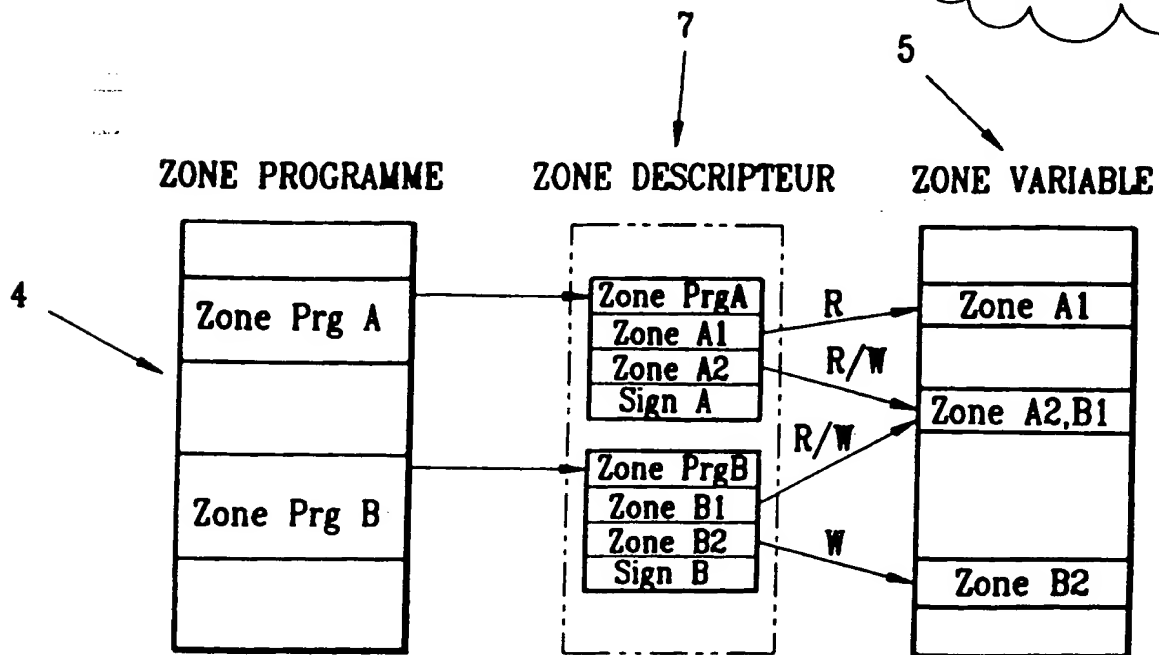 7
5
ZONE PROGRAMME
ZONE DESCRIPTEUR
ZONE VARIABLE
4
Zone Prg A
Zone PrgA
Zone A1
Zone A2
Sign A
R
R/W
Zone A1
Zone A2,B1
R/W
Zone Prg B
Zone PrgB
Zone B1
Zone B2
Sign B
W
Zone B2